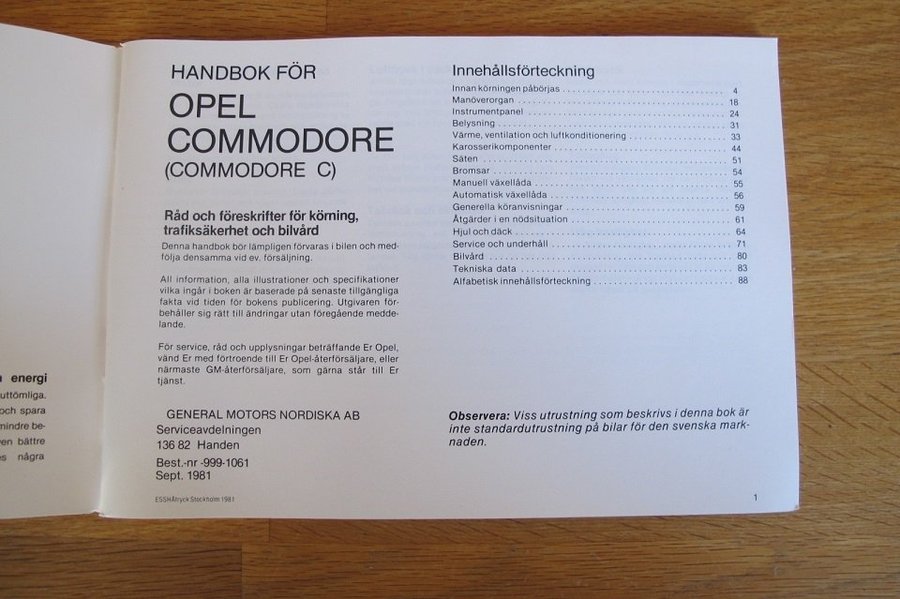 energi
uttömliga.
och spara
mindre be-
ven bättre
s några
HANDBOK FÖR
OPEL
COMMODORE
(COMMODORE C)
Råd och föreskrifter för körning,
trafiksäkerhet och bilvård
Denna handbok bör lämpligen förvaras i bilen och med-
följa densamma vid ev. försäljning.
All information, alla illustrationer och specifikationer
vilka ingår i boken är baserade på senaste tillgängliga
fakta vid tiden för bokens publicering. Utgivaren för-
behåller sig rätt till ändringar utan föregående medde-
lande.
För service, råd och upplysningar beträffande Er Opel,
vänd Er med förtroende till Er Opel-återförsäljare, eller
närmaste GM-återförsäljare, som gärna står till Er
tjänst.
GENERAL MOTORS NORDISKA AB
Serviceavdelningen
136 82 Handen
Best.-nr -999-1061
Sept. 1981
ESSHÅtryck Stockholm 1981
Innehållsförteckning
Innan körningen påbörjas 4
Manöverorgan 18
Instrumentpanel 24
Belysning 31
Värme, ventilation och luftkonditionering 33
Karosserikomponenter 44
Säten 51
Bromsar 54
Manuell växellåda 55
Automatisk växellåda 56
Generella köranvisningar 59
Åtgärder i en nödsituation 61
Hjul och däck 64
Service och underhåll 71
Bilvård 80
Tekniska data 83
Alfabetisk innehållsförteckning 88
Observera: Viss utrustning som beskrivs i denna bok är
inte standardutrustning på bilar för den svenska mark-
naden.
1